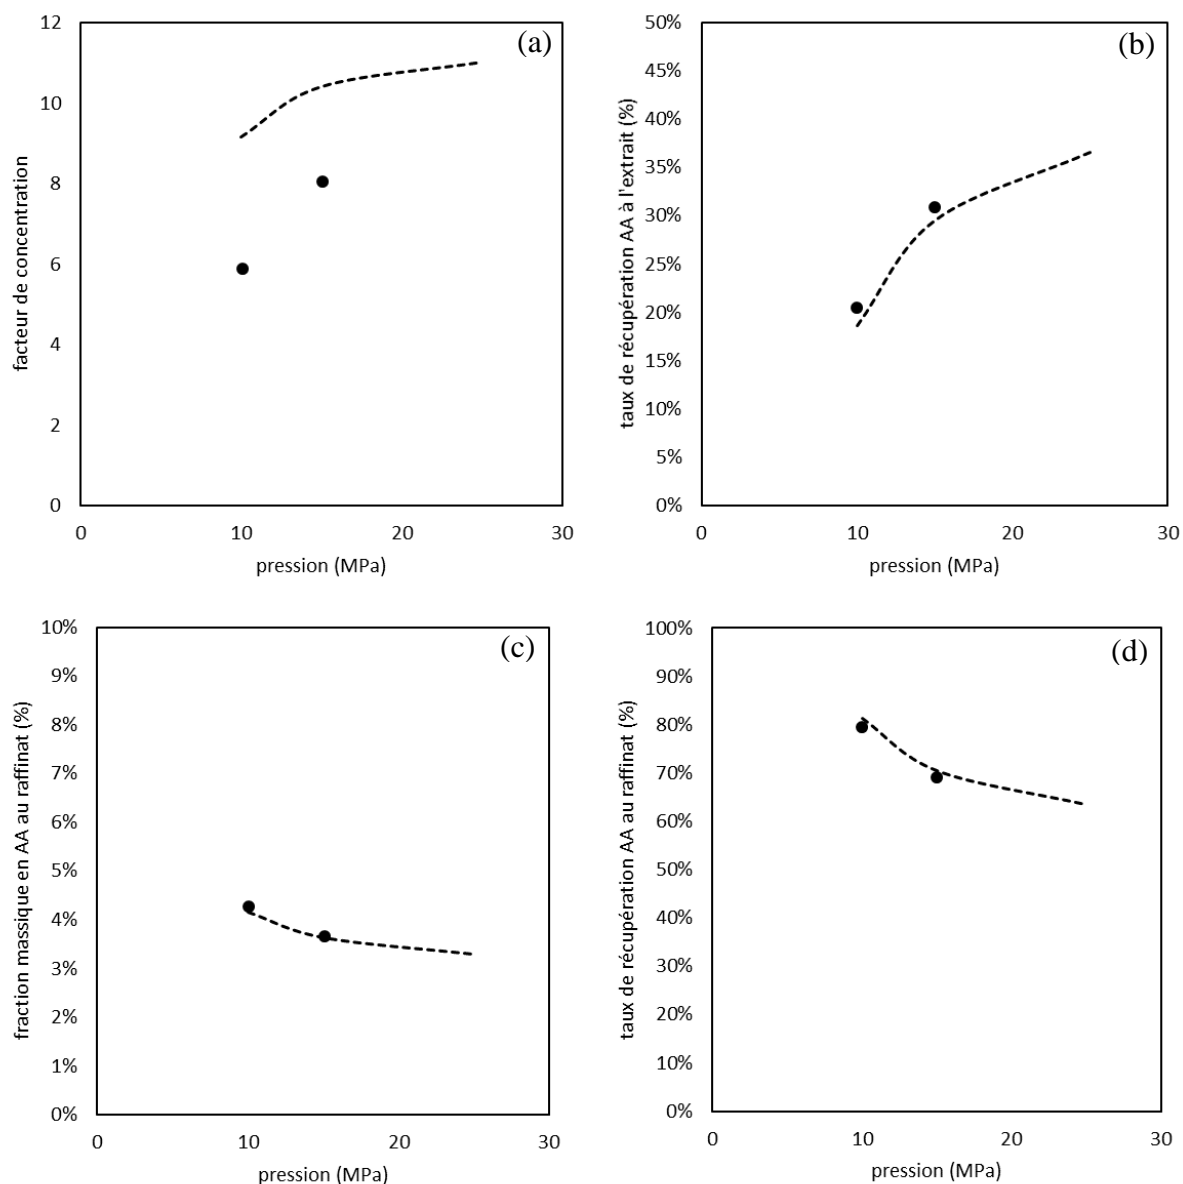 (a)
facteur de concentration
12
10
8
6
4
2
0
0 10 20 30
pression (MPa)
(b)
taux de récupération AA à l'extrait (%)
50%
45%
40%
35%
30%
25%
20%
15%
10%
5%
0%
0 10 20 30
pression (MPa)
(c)
fraction massique en AA au raffinat (%)
10%
9%
8%
7%
6%
5%
4%
3%
2%
1%
0%
0 10 20 30
pression (MPa)
(d)
taux de récupération AA au raffinat (%)
100%
90%
80%
70%
60%
50%
40%
30%
20%
10%
0%
0 10 20 30
pression (MPa)